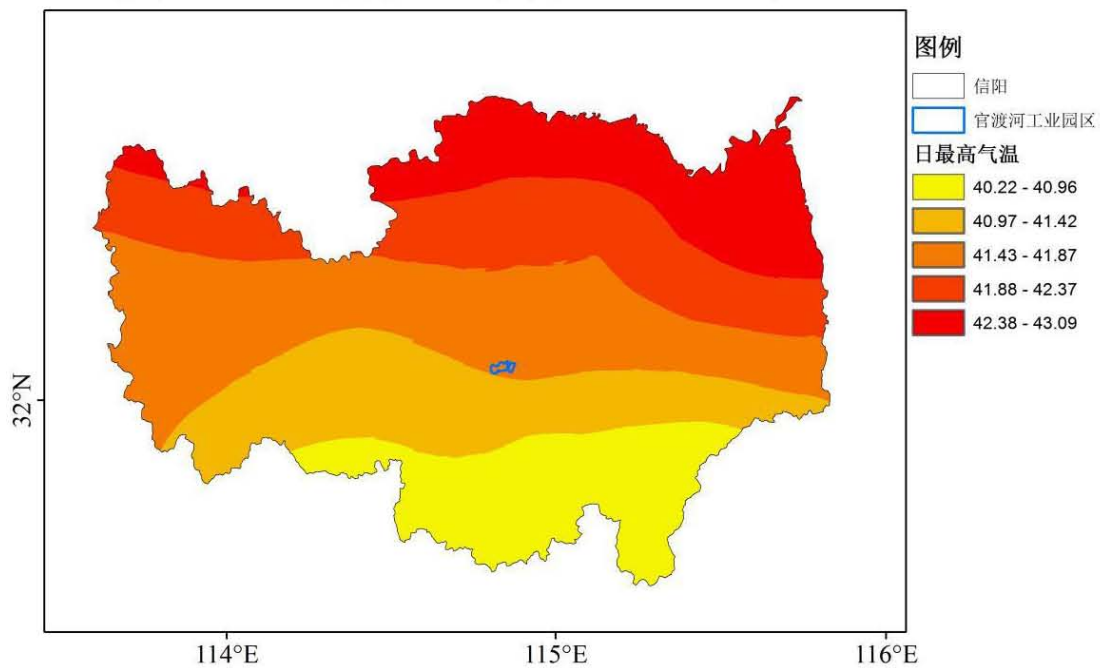 图例
信阳
官渡河工业园区
日最高气温
40.22 - 40.96
40.97 - 41.42
41.43 - 41.87
41.88 - 42.37
42.38 - 43.09
32°N
114°E
115°E
116°E